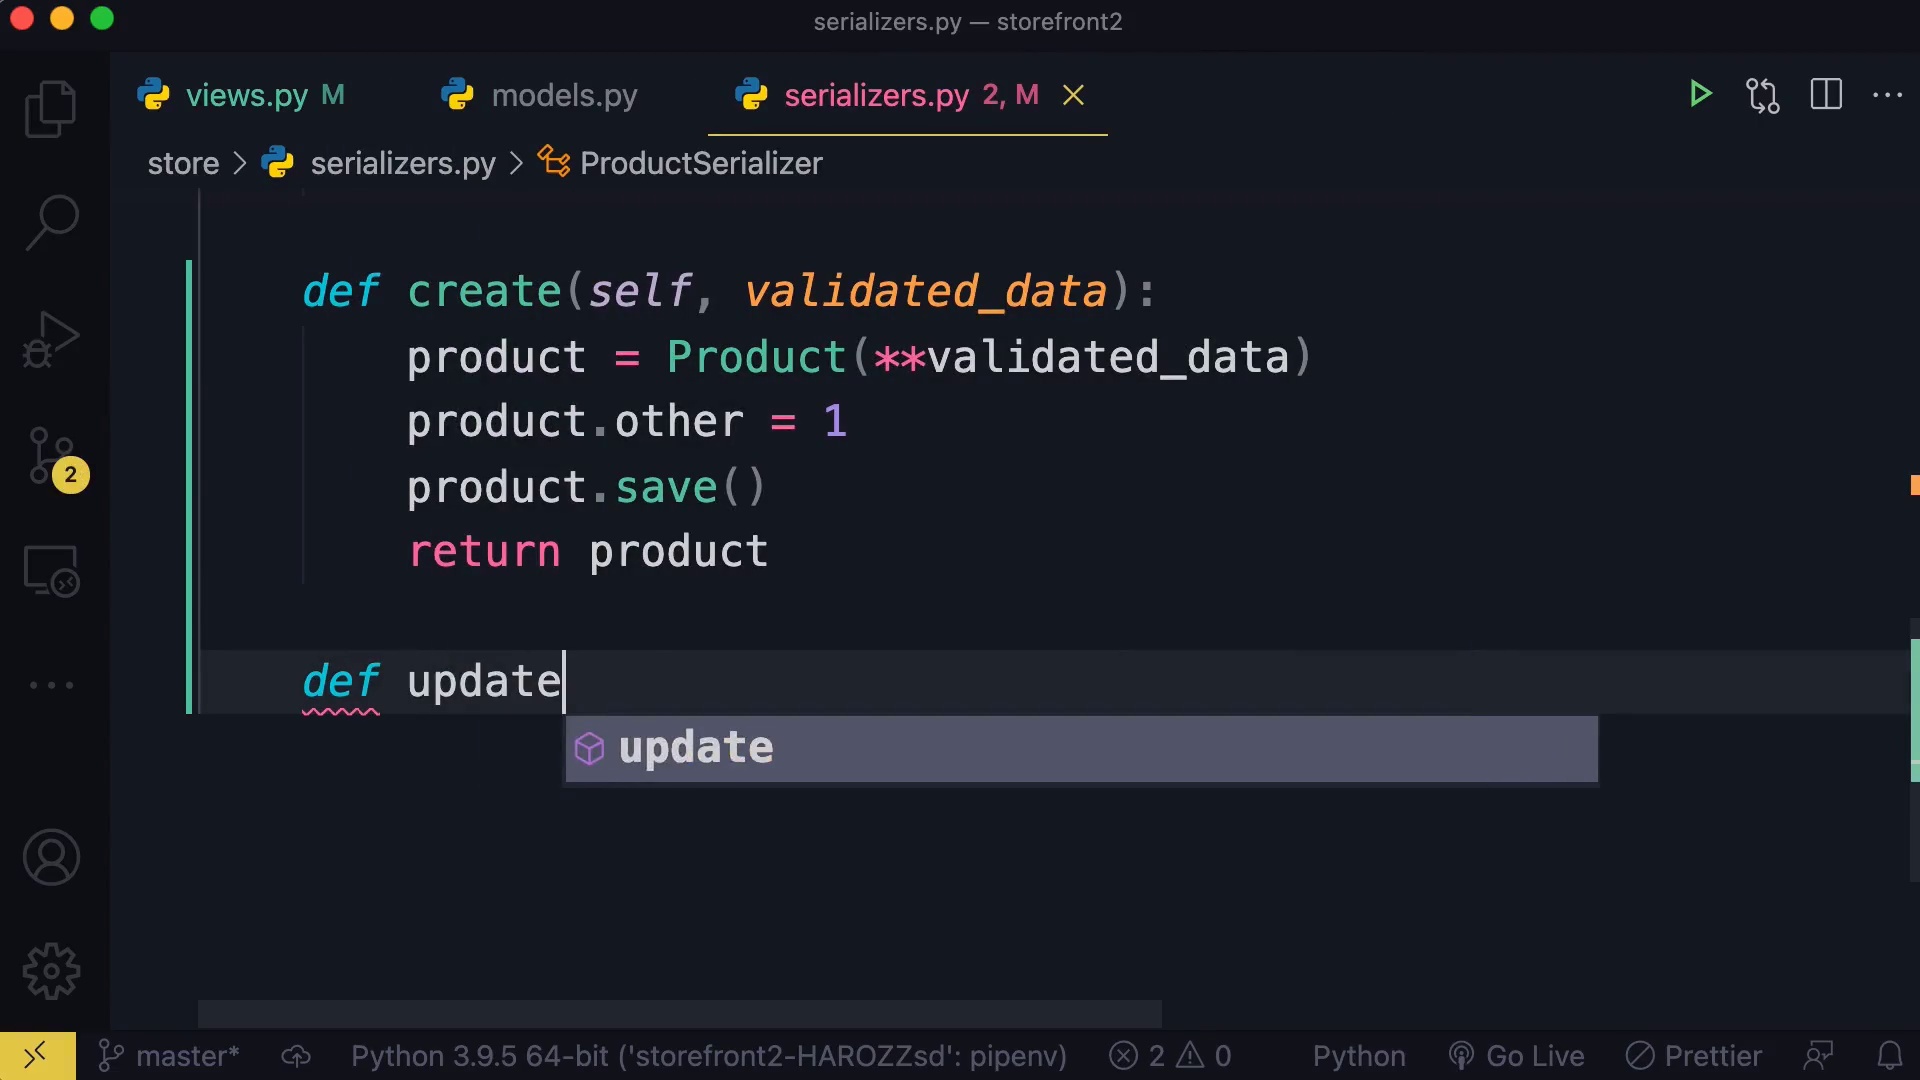 serializers.py — storefront2
views.py M models.py serializers.py 2, M
store > serializers.py > ProductSerializer
def create(self, validated_data):
product = Product(**validated_data)
product.other = 1
product.save()
return product
def update
update
2
master* Python 3.9.5 64-bit ('storefront2-HAROZZsd': pipenv) 2 0 Python Go Live Prettier